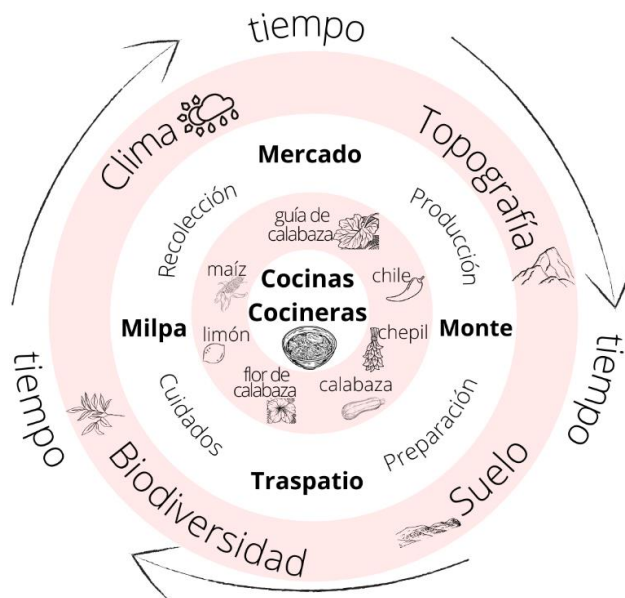 tiempo
Clima
Topografía
Mercado
Recolección
Producción
guía de
calabaza
maíz
chile
Cocinas
Cocineras
Milpa
Monte
limón
chepil
flor de
calabaza
calabaza
Cuidados
Preparación
Traspatio
tiempo
tiempo
Biodiversidad
Suelo